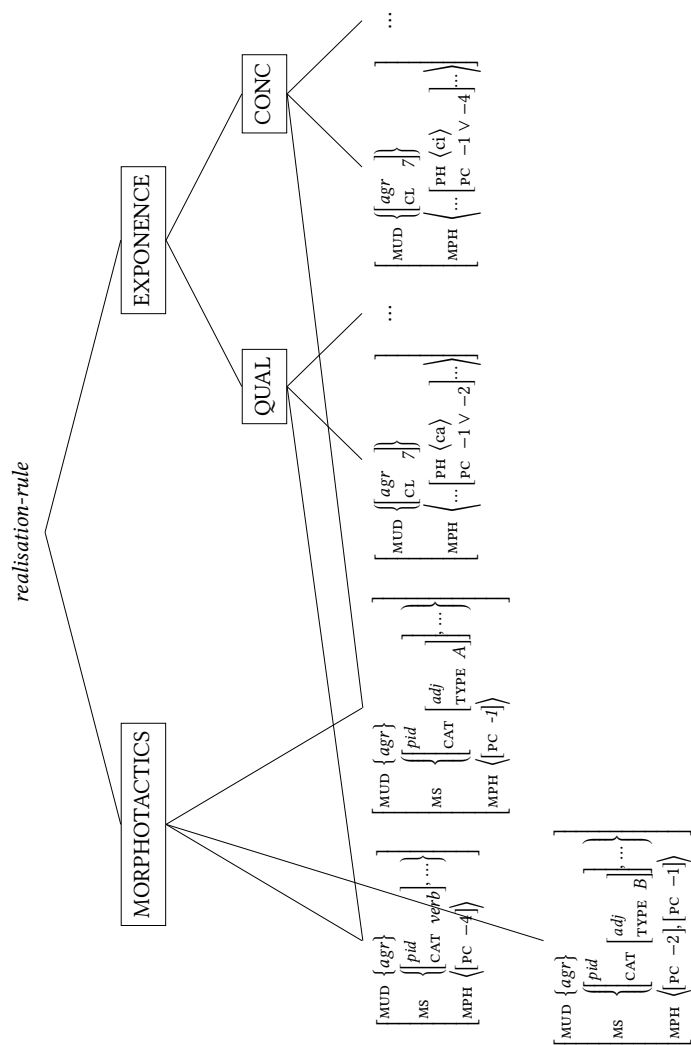 realisation-rule
MORPHOTACTICS EXPONENCE
QUAL CONC
MUD {agr}
MS {[pid
CAT verb], …}
MPH ⟨[PC −4]⟩
MUD {agr}
MS {[pid
CAT [adj
TYPE A]], …}
MPH ⟨[PC -1]⟩
MUD {[agr
CL 7]}
MPH ⟨… [PH ⟨ca⟩
PC −1 ∨ −2] …⟩
…
MUD {[agr
CL 7]}
MPH ⟨… [PH ⟨ci⟩
PC −1 ∨ −4] …⟩
…
MUD {agr}
MS {[pid
CAT [adj
TYPE B]], …}
MPH ⟨[PC −2], [PC −1]⟩